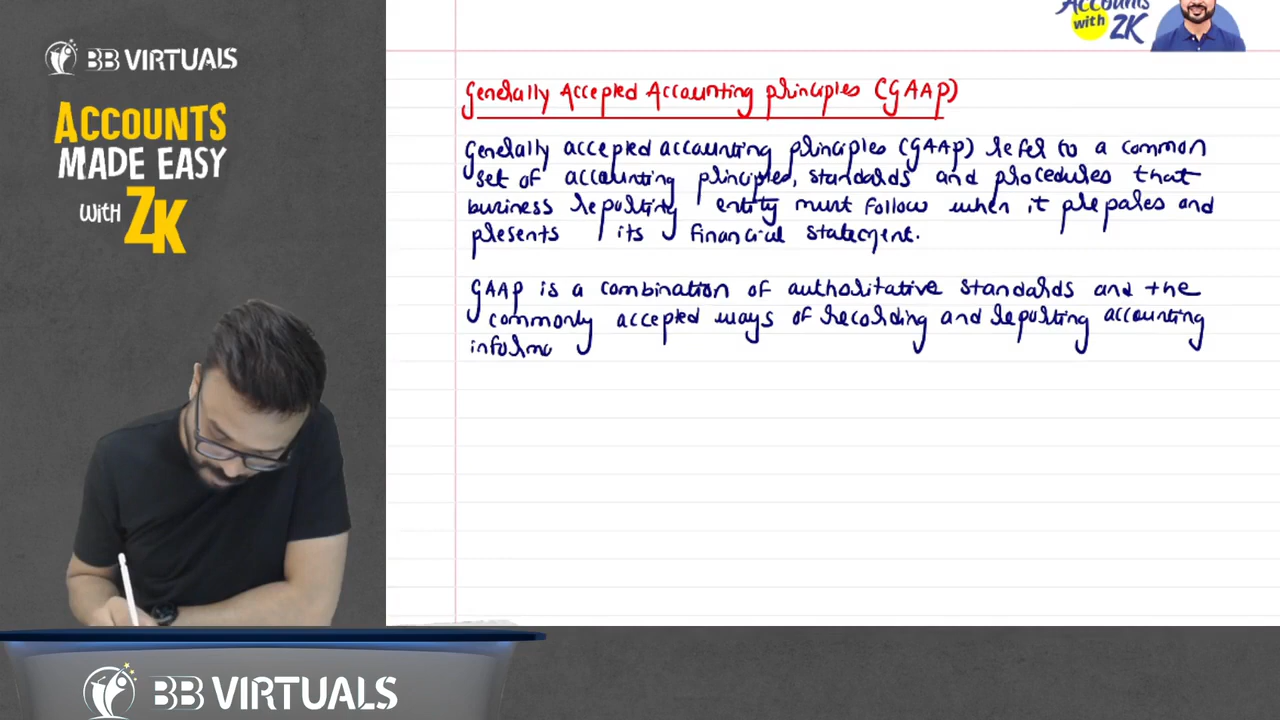 BB VIRTUALS
ACCOUNTS
MADE EASY
with ZK
Accounts
with ZK
Generally Accepted Accounting principles (GAAP)
Generally accepted accounting principles (GAAP) refer to a common
set of accounting principles, standards and procedures that
business reporting entity must follow when it prepares and
presents its financial statement.
GAAP is a combination of authoritative standards and the
commonly accepted ways of recording and reporting accounting
informa
BB VIRTUALS